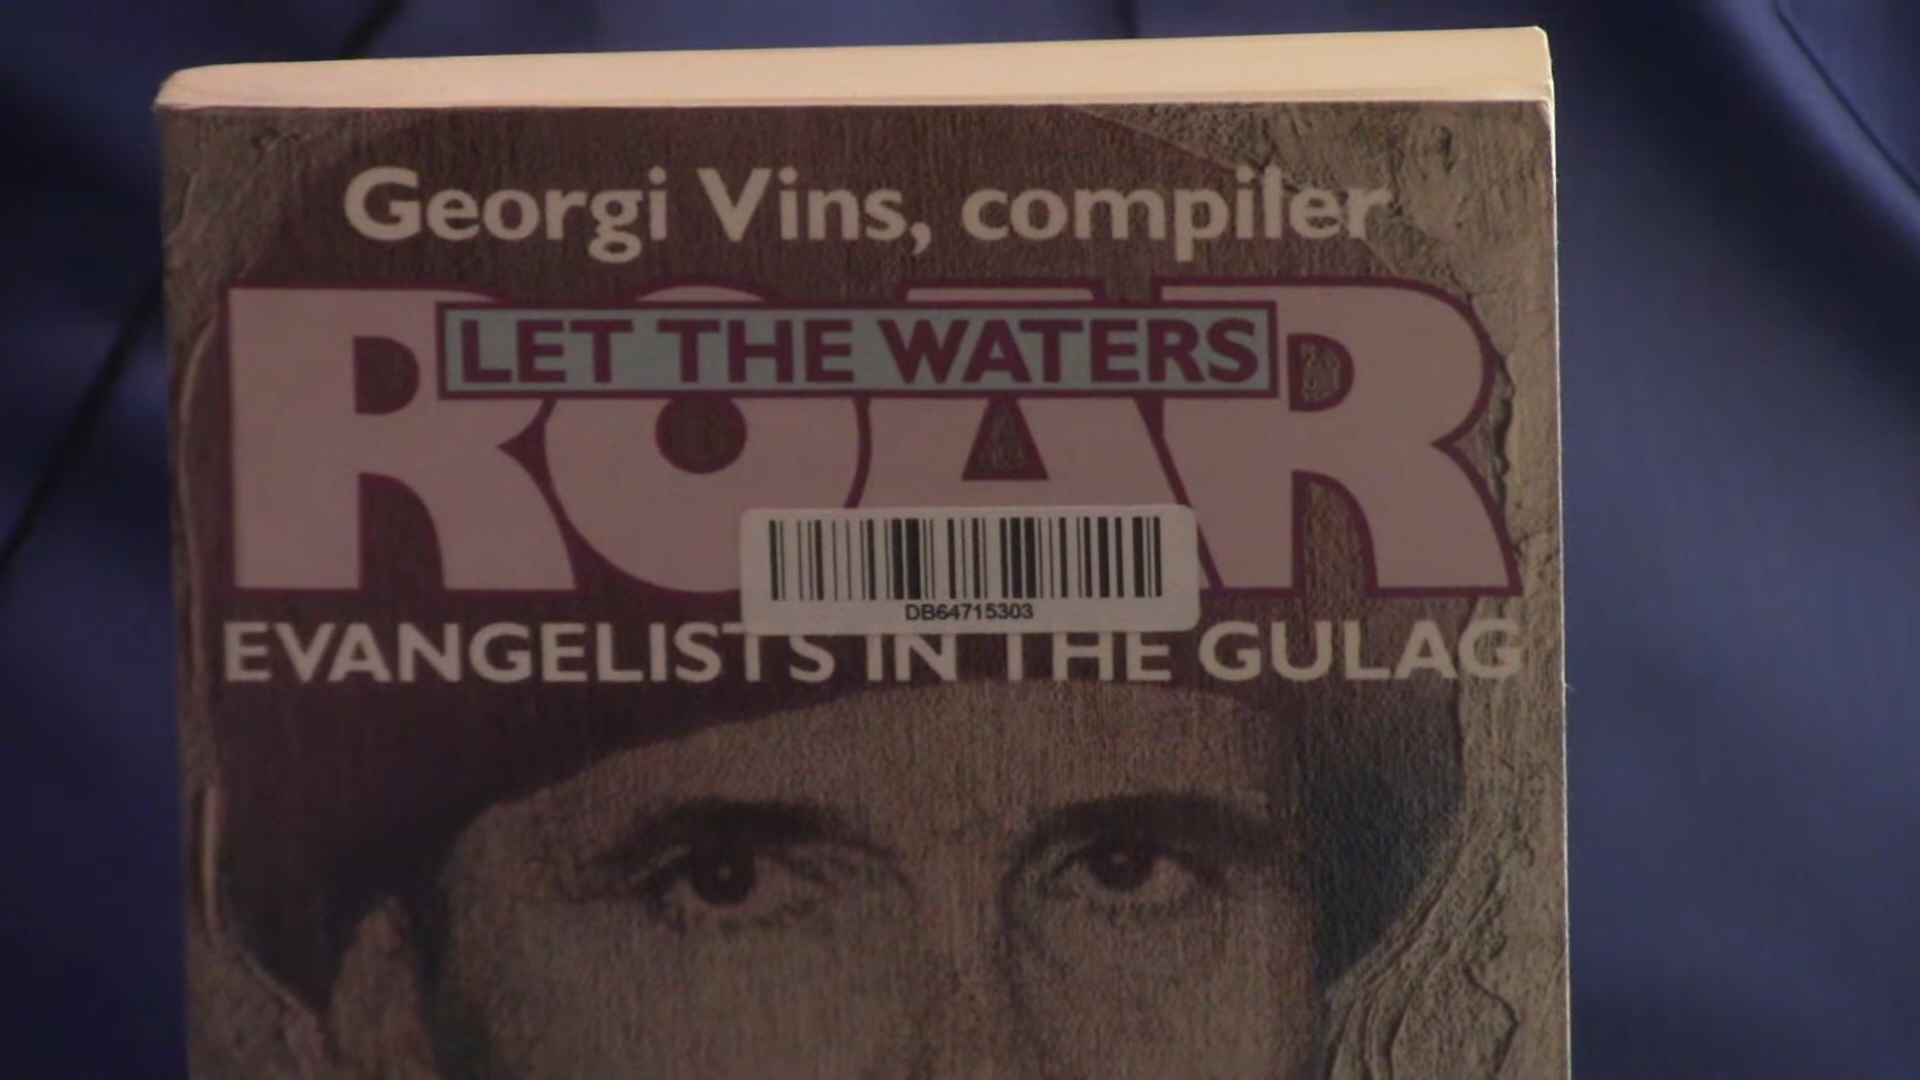 Georgi Vins, compiler
LET THE WATERS
ROAR
DB64715303
EVANGELISTS IN THE GULAG